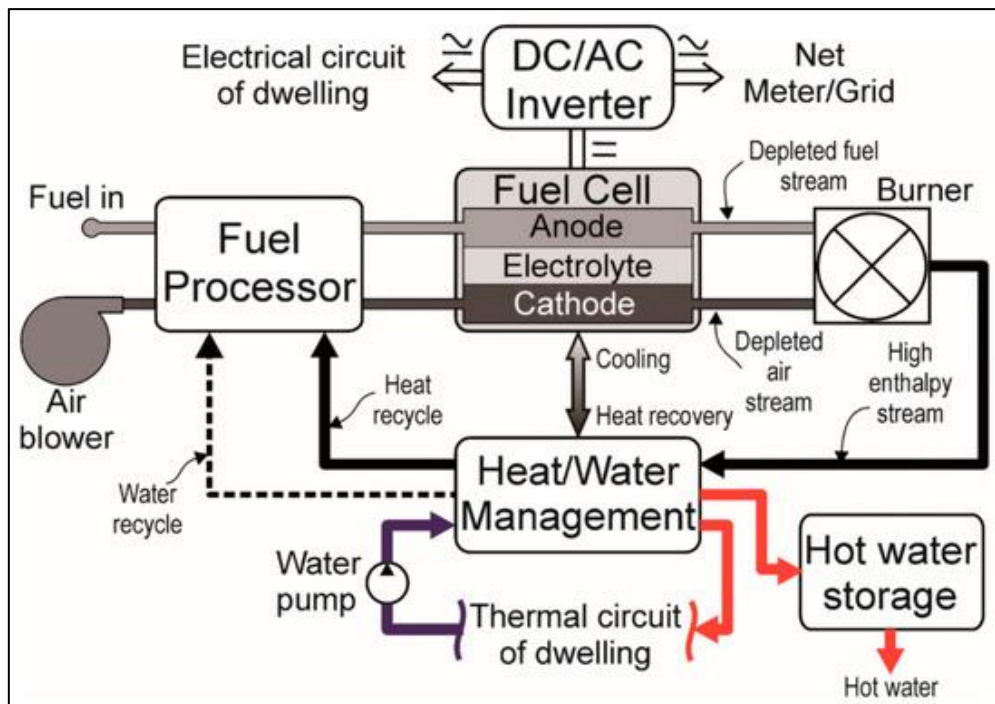 Electrical circuit
of dwelling
DC/AC
Inverter
Net
Meter/Grid
Fuel in
Fuel
Processor
Fuel Cell
Anode
Electrolyte
Cathode
Depleted fuel
stream
Burner
Air
blower
Heat
recycle
Cooling
Heat recovery
Depleted
air
stream
High
enthalpy
stream
Water
recycle
Heat/Water
Management
Water
pump
Thermal circuit
of dwelling
Hot water
storage
Hot water